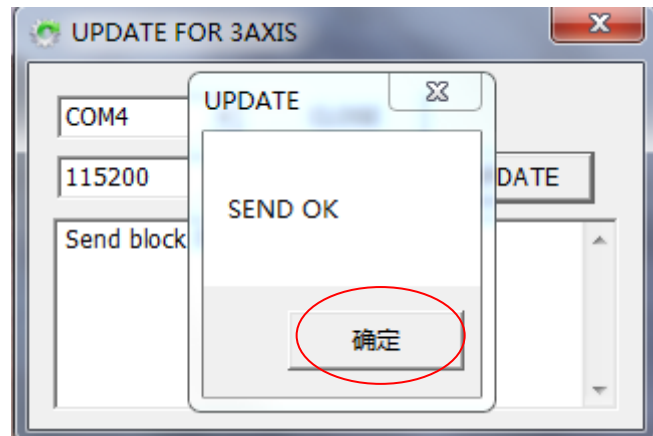 UPDATE FOR 3AXIS
UPDATE
COM4
115200
DATE
SEND OK
Send block
确定